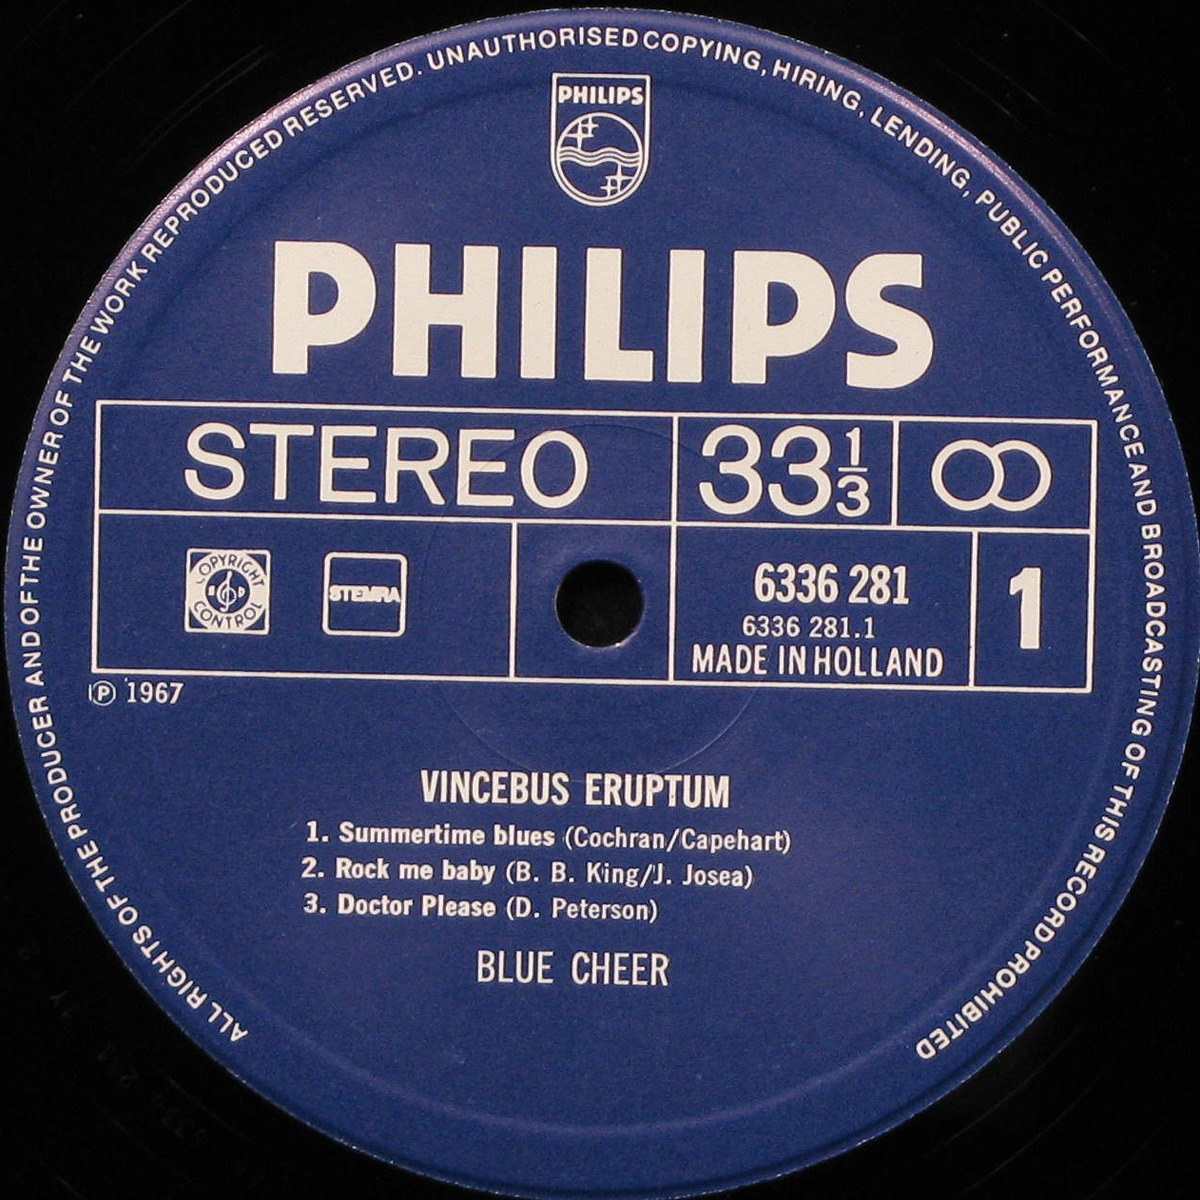 ALL RIGHTS OF THE PRODUCER AND OF THE OWNER OF THE WORK REPRODUCED RESERVED. UNAUTHORISED COPYING, HIRING, LENDING, PUBLIC PERFORMANCE AND BROADCASTING OF THIS RECORD PROHIBITED
PHILIPS
PHILIPS
STEREO 33 1/3
COPYRIGHT CONTROL
STEMRA
6336 281
6336 281.1
MADE IN HOLLAND
1
℗ 1967
VINCEBUS ERUPTUM
1. Summertime blues (Cochran/Capehart)
2. Rock me baby (B. B. King/J. Josea)
3. Doctor Please (D. Peterson)
BLUE CHEER